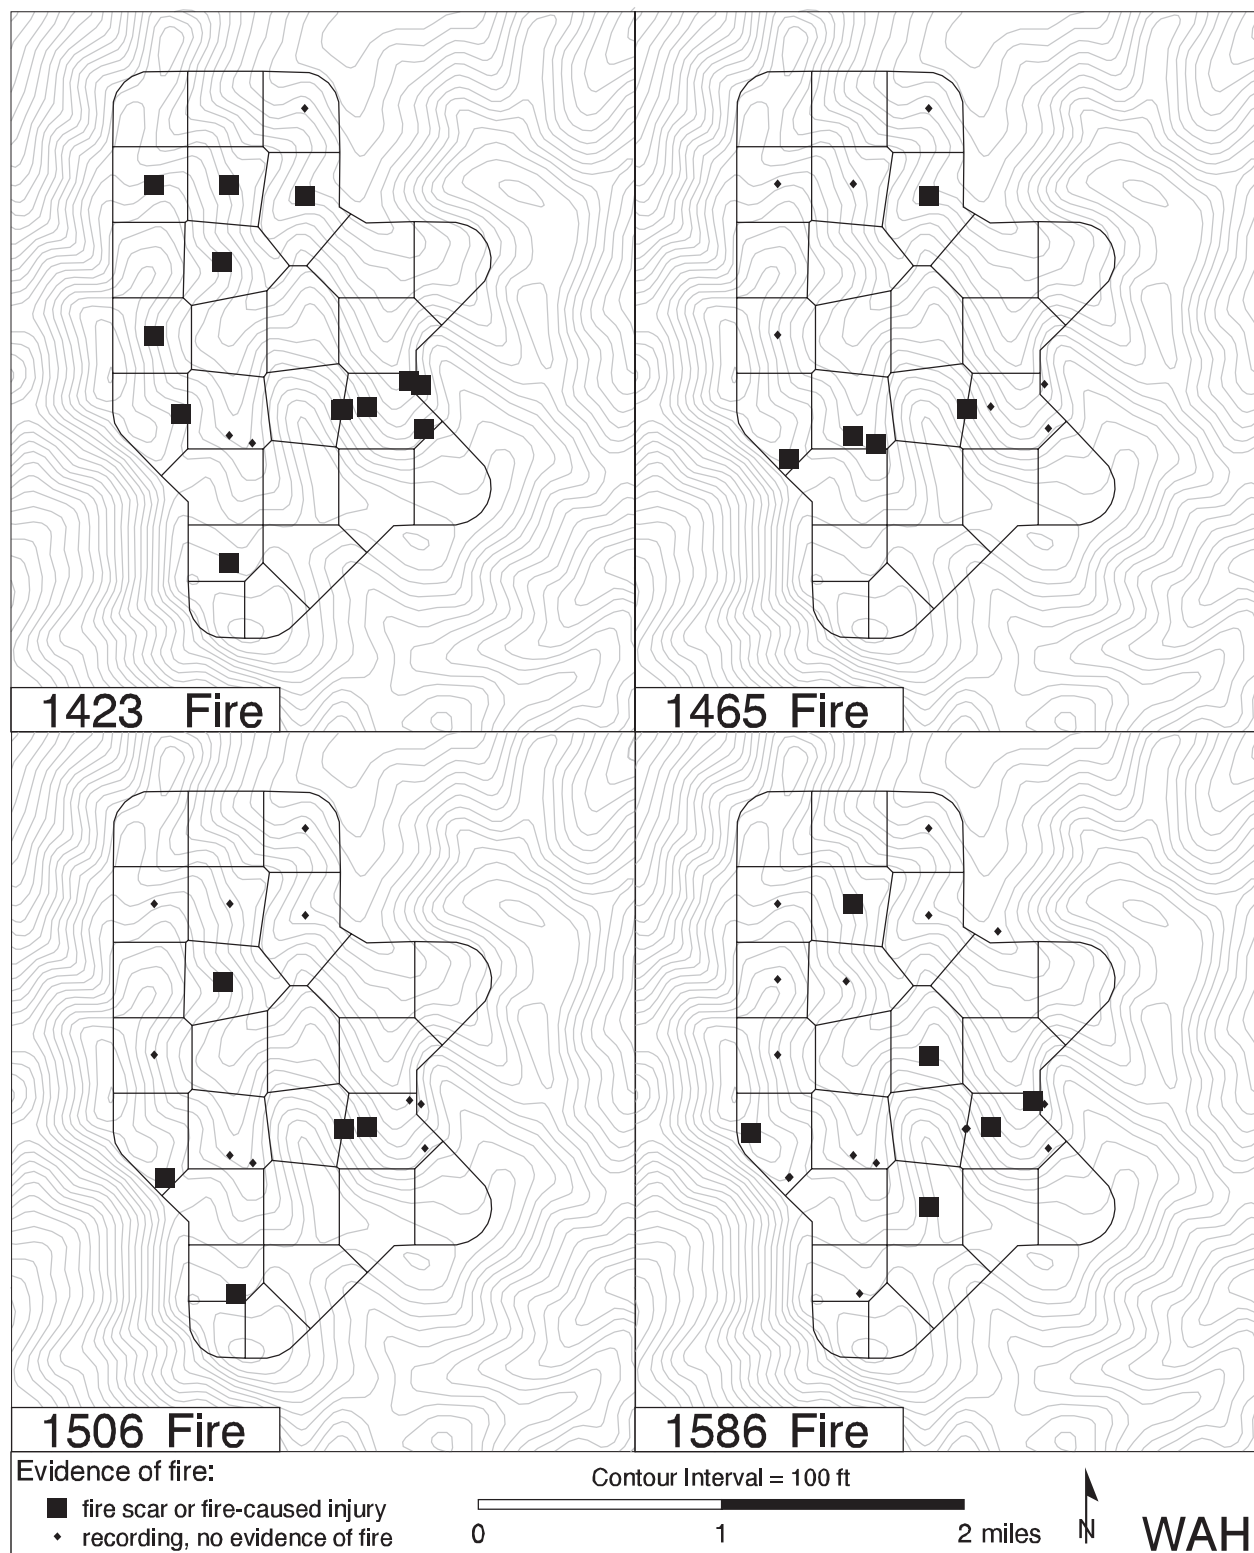 1423 Fire
1465 Fire
1506 Fire
1586 Fire
Evidence of fire:
fire scar or fire-caused injury
recording, no evidence of fire
Contour Interval = 100 ft
0 1 2 miles
N
WAH